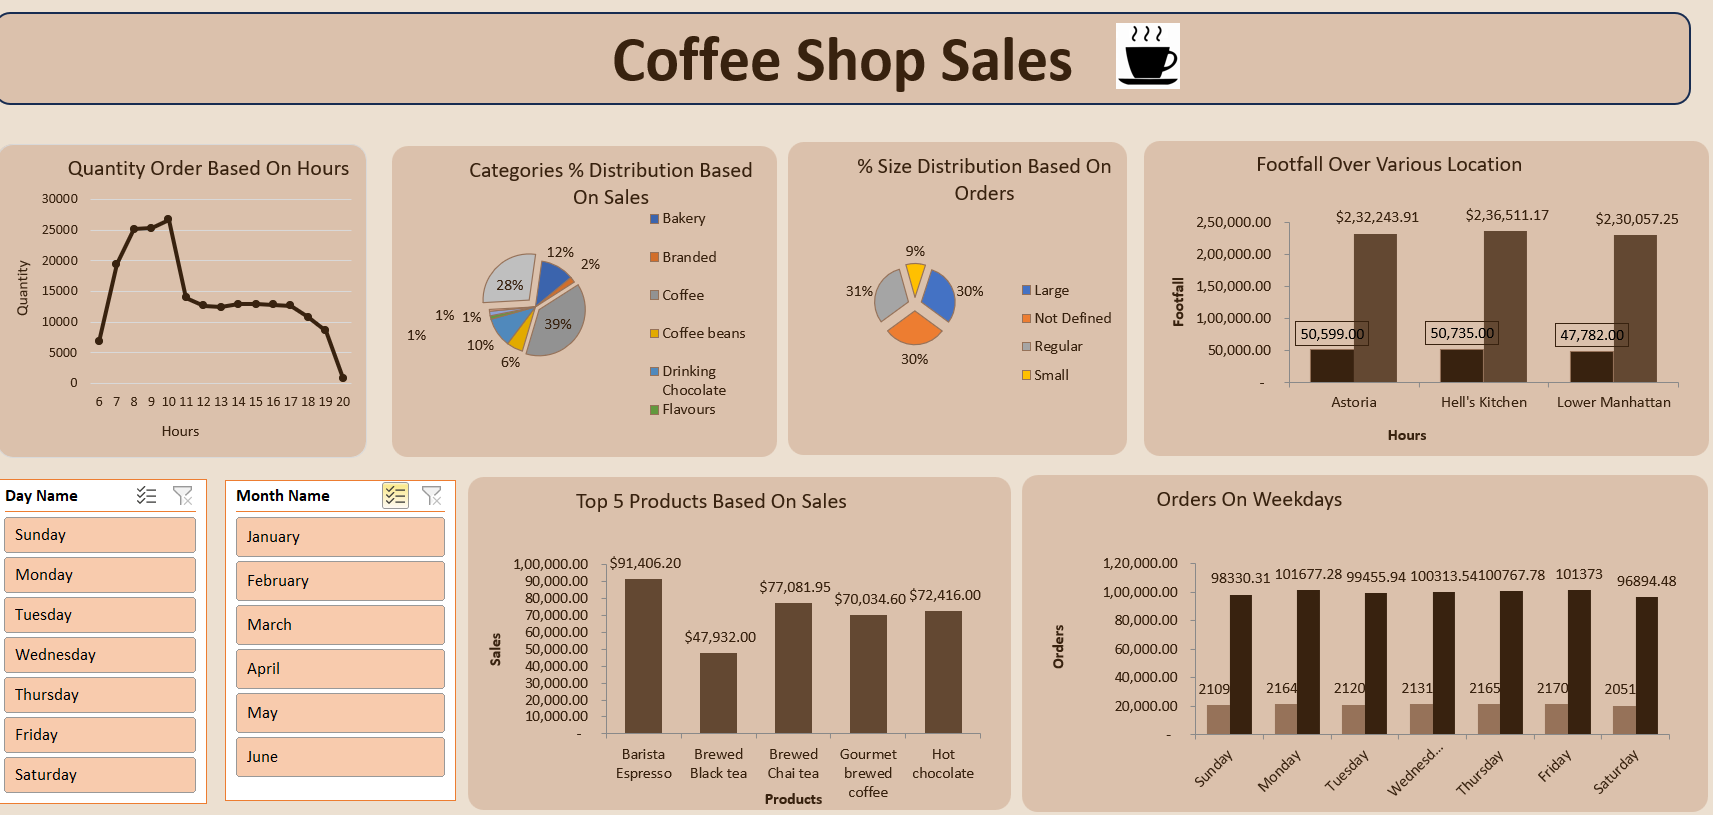 Coffee Shop Sales
Quantity Order Based On Hours
30000
25000
20000
15000
10000
5000
0
Quantity
6 7 8 9 10 11 12 13 14 15 16 17 18 19 20
Hours
Categories % Distribution Based
On Sales
12%
2%
28%
39%
1% 1%
1%
10%
6%
Bakery
Branded
Coffee
Coffee beans
Drinking
Chocolate
Flavours
% Size Distribution Based On
Orders
9%
31%
30%
30%
Large
Not Defined
Regular
Small
Footfall Over Various Location
2,50,000.00
2,00,000.00
1,50,000.00
1,00,000.00
50,000.00
-
Footfall
$2,32,243.91
$2,36,511.17
$2,30,057.25
50,599.00
50,735.00
47,782.00
Astoria
Hell's Kitchen
Lower Manhattan
Hours
Day Name
Sunday
Monday
Tuesday
Wednesday
Thursday
Friday
Saturday
Month Name
January
February
March
April
May
June
Top 5 Products Based On Sales
1,00,000.00
90,000.00
80,000.00
70,000.00
60,000.00
50,000.00
40,000.00
30,000.00
20,000.00
10,000.00
-
Sales
$91,406.20
$47,932.00
$77,081.95
$70,034.60
$72,416.00
Barista
Espresso
Brewed
Black tea
Brewed
Chai tea
Gourmet
brewed
coffee
Hot
chocolate
Products
Orders On Weekdays
1,20,000.00
1,00,000.00
80,000.00
60,000.00
40,000.00
20,000.00
-
Orders
98330.31
101677.28
99455.94
100313.54
100767.78
101373
96894.48
2109
2164
2120
2131
2165
2170
2051
Sunday
Monday
Tuesday
Wednesd...
Thursday
Friday
Saturday